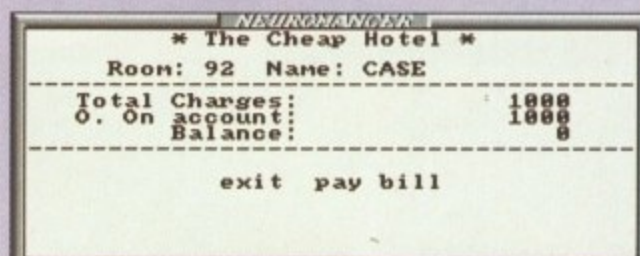 NEUROMANCER
* The Cheap Hotel *
Room: 92 Name: CASE
Total Charges: 1000
O. On account: 1000
Balance: 0
exit pay bill